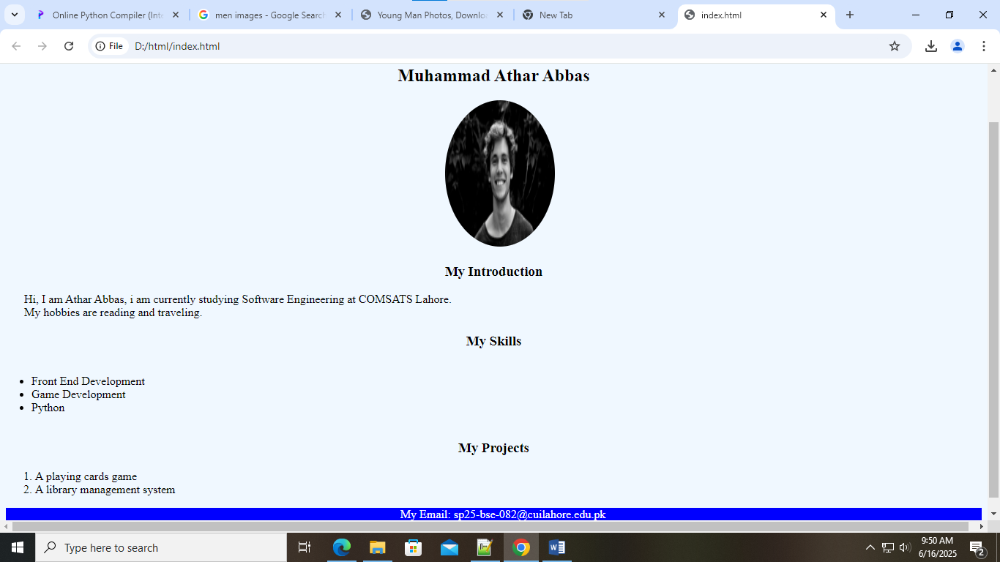 Online Python Compiler (Inte
men images - Google Search
Young Man Photos, Downlo
New Tab
index.html
File D:/html/index.html
Muhammad Athar Abbas
My Introduction
Hi, I am Athar Abbas, i am currently studying Software Engineering at COMSATS Lahore.
My hobbies are reading and traveling.
My Skills
• Front End Development
• Game Development
• Python
My Projects
1. A playing cards game
2. A library management system
My Email: sp25-bse-082@cuilahore.edu.pk
Type here to search
9:50 AM
6/16/2025
2